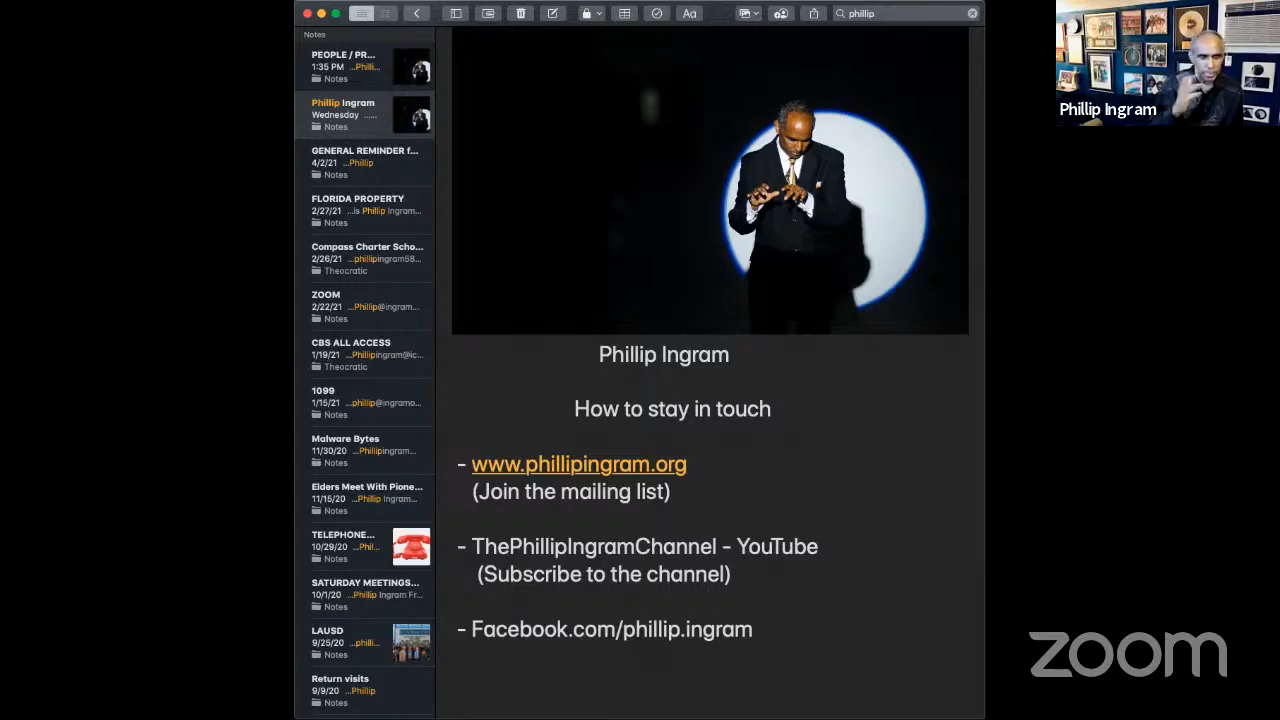 Aa
phillip
Notes
PEOPLE / PR...
1:35 PM ...Philli...
Notes
Phillip Ingram
Wednesday ......
Notes
GENERAL REMINDER f...
4/2/21 ...Phillip
Notes
FLORIDA PROPERTY
2/27/21 ...is Phillip Ingram...
Notes
Compass Charter Scho...
2/26/21 ...phillipingram58...
Theocratic
ZOOM
2/22/21 ...Phillip@ingram...
Notes
CBS ALL ACCESS
1/19/21 ...Phillipingram@ic...
Theocratic
1099
1/15/21 ...phillip@ingramo...
Notes
Malware Bytes
11/30/20 ...Phillipingram...
Notes
Elders Meet With Pione...
11/15/20 ...Phillip Ingram...
Notes
TELEPHONE...
10/29/20 ...Phil...
Notes
SATURDAY MEETINGS...
10/1/20 ...Phillip Ingram Fr...
Notes
LAUSD
9/25/20 ...philli...
Notes
Return visits
9/9/20 ...Phillip
Notes
Phillip Ingram
How to stay in touch
- www.phillipingram.org
(Join the mailing list)
- ThePhillipIngramChannel - YouTube
(Subscribe to the channel)
- Facebook.com/phillip.ingram
Phillip Ingram
zoom